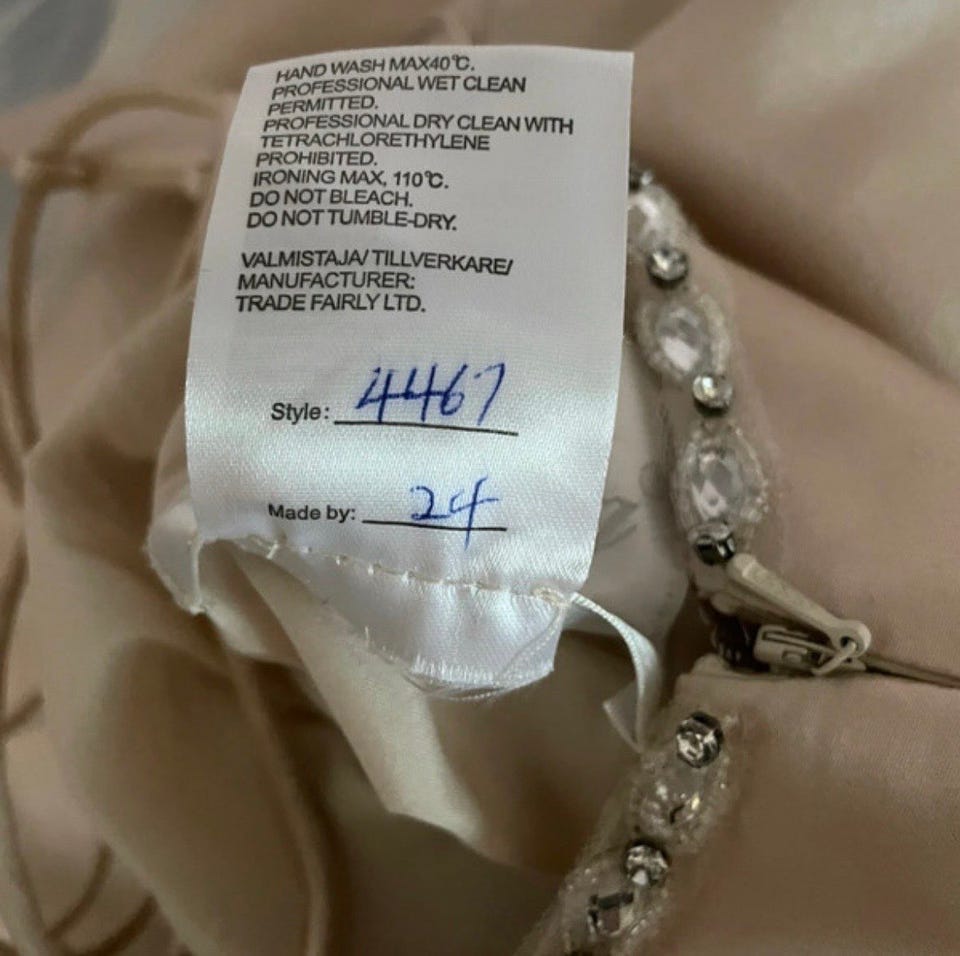 HAND WASH MAX40℃.
PROFESSIONAL WET CLEAN
PERMITTED.
PROFESSIONAL DRY CLEAN WITH
TETRACHLORETHYLENE
PROHIBITED.
IRONING MAX, 110℃.
DO NOT BLEACH.
DO NOT TUMBLE-DRY.
VALMISTAJA/ TILLVERKARE/
MANUFACTURER:
TRADE FAIRLY LTD.
Style: 4467
Made by: 24